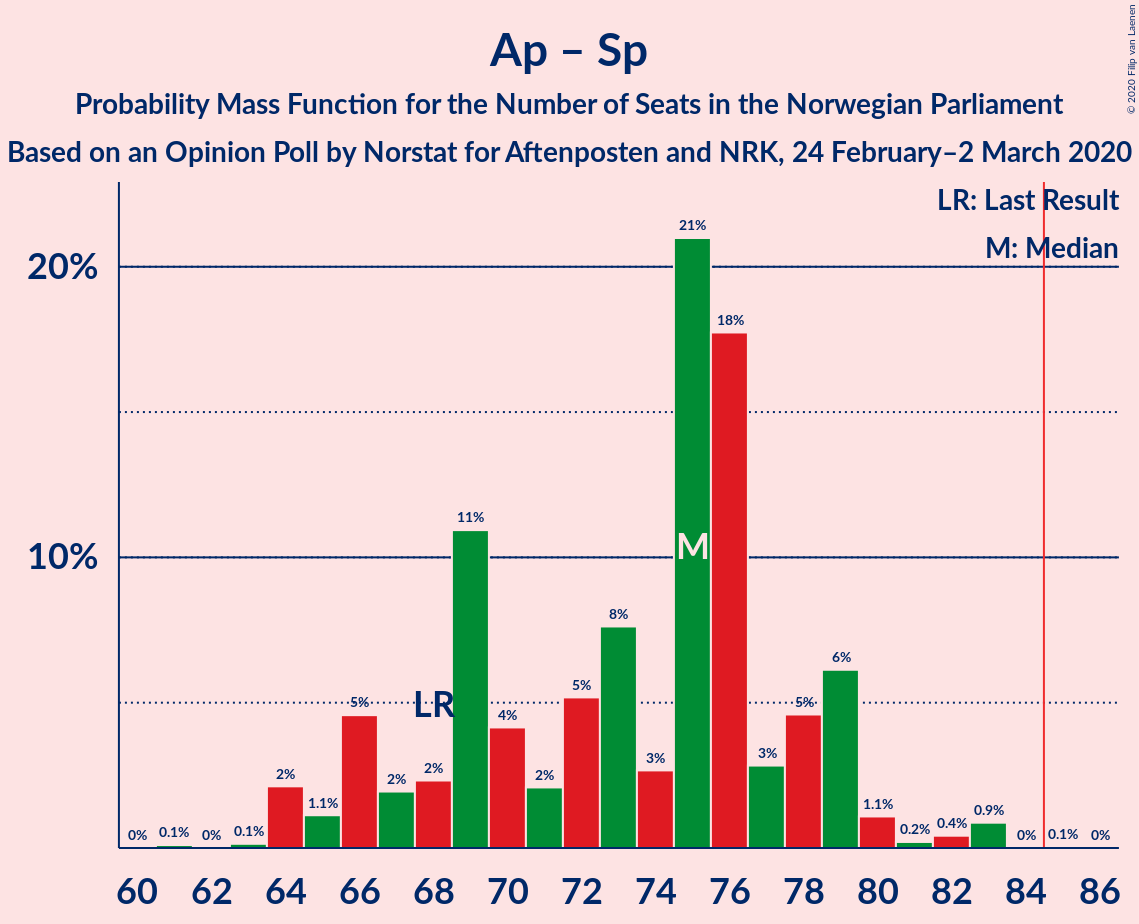 Ap – Sp
Probability Mass Function for the Number of Seats in the Norwegian Parliament
Based on an Opinion Poll by Norstat for Aftenposten and NRK, 24 February–2 March 2020
© 2020 Filip van Laenen
LR: Last Result
M: Median
20%
10%
0% 0.1% 0% 0.1% 2% 1.1% 5% 2% 2% 11% 4% 2% 5% 8% 3% 21% 18% 3% 5% 6% 1.1% 0.2% 0.4% 0.9% 0% 0.1% 0%
LR
M
60 62 64 66 68 70 72 74 76 78 80 82 84 86